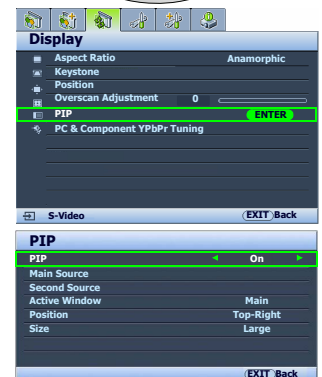 Display
Aspect Ratio Anamorphic
Keystone
Position
Overscan Adjustment 0
PIP ENTER
PC & Component YPbPr Tuning
S-Video EXIT Back
PIP
PIP On
Main Source
Second Source
Active Window Main
Position Top-Right
Size Large
EXIT Back